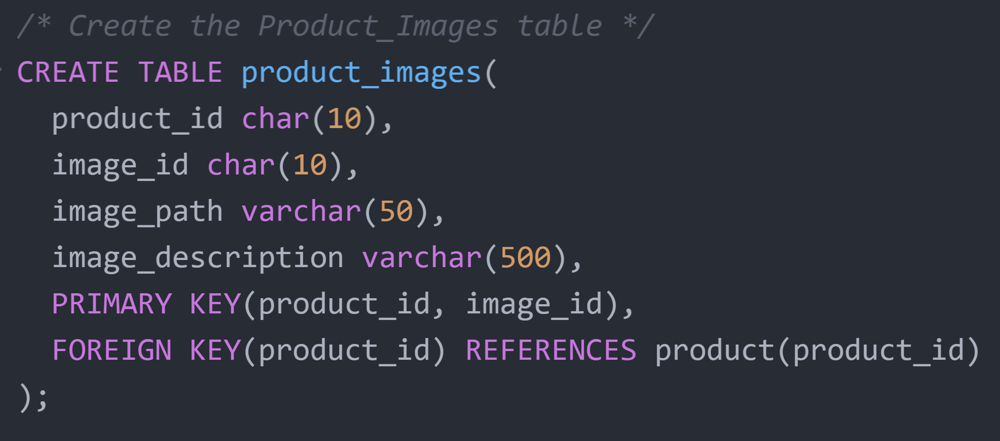 /* Create the Product_Images table */
CREATE TABLE product_images(
  product_id char(10),
  image_id char(10),
  image_path varchar(50),
  image_description varchar(500),
  PRIMARY KEY(product_id, image_id),
  FOREIGN KEY(product_id) REFERENCES product(product_id)
);